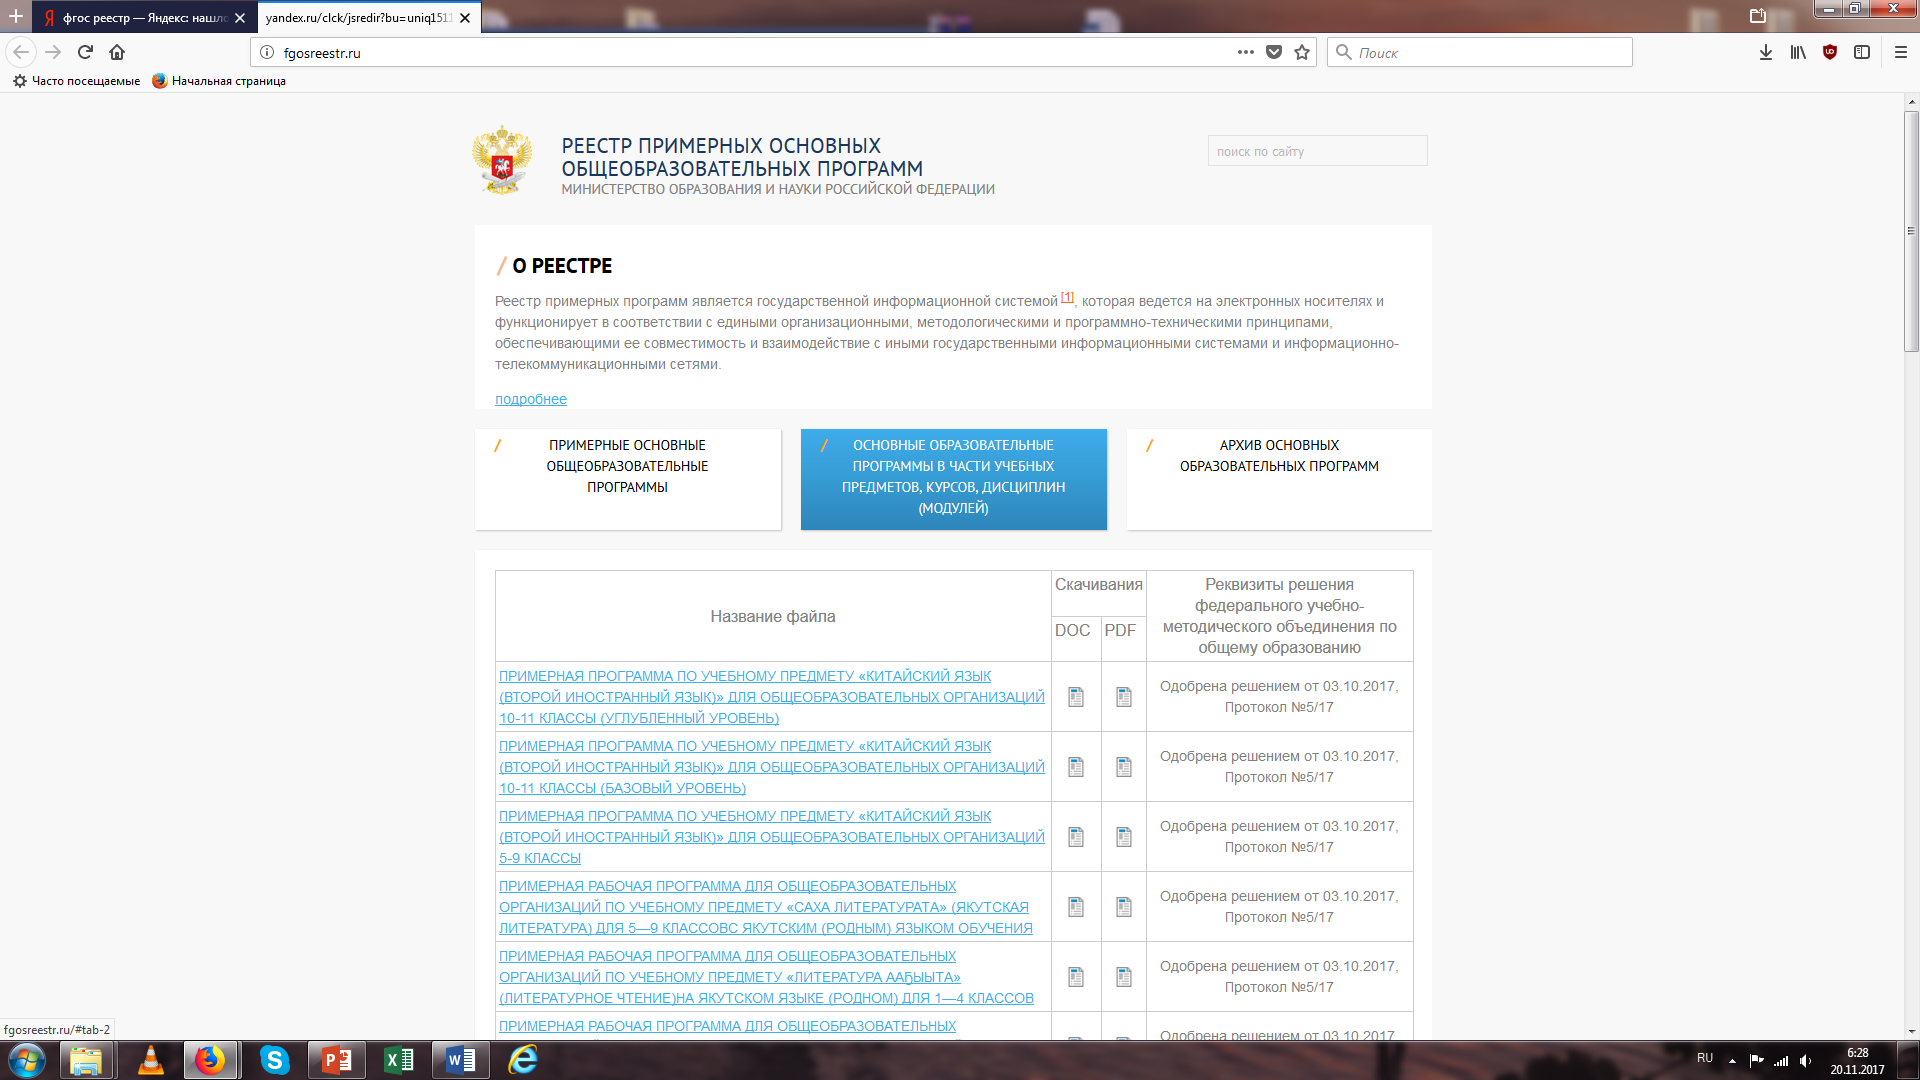 фгос реестр — Яндекс: нашло
yandex.ru/clck/jsredir?bu=uniq1511
fgosreestr.ru
Поиск
Часто посещаемые
Начальная страница
РЕЕСТР ПРИМЕРНЫХ ОСНОВНЫХ
ОБЩЕОБРАЗОВАТЕЛЬНЫХ ПРОГРАММ
МИНИСТЕРСТВО ОБРАЗОВАНИЯ И НАУКИ РОССИЙСКОЙ ФЕДЕРАЦИИ
поиск по сайту
/ О РЕЕСТРЕ
Реестр примерных программ является государственной информационной системой [1], которая ведется на электронных носителях и
функционирует в соответствии с едиными организационными, методологическими и программно-техническими принципами,
обеспечивающими ее совместимость и взаимодействие с иными государственными информационными системами и информационно-
телекоммуникационными сетями.
подробнее
/ ПРИМЕРНЫЕ ОСНОВНЫЕ
ОБЩЕОБРАЗОВАТЕЛЬНЫЕ
ПРОГРАММЫ
/ ОСНОВНЫЕ ОБРАЗОВАТЕЛЬНЫЕ
ПРОГРАММЫ В ЧАСТИ УЧЕБНЫХ
ПРЕДМЕТОВ, КУРСОВ, ДИСЦИПЛИН
(МОДУЛЕЙ)
/ АРХИВ ОСНОВНЫХ
ОБРАЗОВАТЕЛЬНЫХ ПРОГРАММ
Название файла
Скачивания
DOC
PDF
Реквизиты решения
федерального учебно-
методического объединения по
общему образованию
ПРИМЕРНАЯ ПРОГРАММА ПО УЧЕБНОМУ ПРЕДМЕТУ «КИТАЙСКИЙ ЯЗЫК
(ВТОРОЙ ИНОСТРАННЫЙ ЯЗЫК)» ДЛЯ ОБЩЕОБРАЗОВАТЕЛЬНЫХ ОРГАНИЗАЦИЙ
10-11 КЛАССЫ (УГЛУБЛЕННЫЙ УРОВЕНЬ)
Одобрена решением от 03.10.2017,
Протокол №5/17
ПРИМЕРНАЯ ПРОГРАММА ПО УЧЕБНОМУ ПРЕДМЕТУ «КИТАЙСКИЙ ЯЗЫК
(ВТОРОЙ ИНОСТРАННЫЙ ЯЗЫК)» ДЛЯ ОБЩЕОБРАЗОВАТЕЛЬНЫХ ОРГАНИЗАЦИЙ
10-11 КЛАССЫ (БАЗОВЫЙ УРОВЕНЬ)
Одобрена решением от 03.10.2017,
Протокол №5/17
ПРИМЕРНАЯ ПРОГРАММА ПО УЧЕБНОМУ ПРЕДМЕТУ «КИТАЙСКИЙ ЯЗЫК
(ВТОРОЙ ИНОСТРАННЫЙ ЯЗЫК)» ДЛЯ ОБЩЕОБРАЗОВАТЕЛЬНЫХ ОРГАНИЗАЦИЙ
5-9 КЛАССЫ
Одобрена решением от 03.10.2017,
Протокол №5/17
ПРИМЕРНАЯ РАБОЧАЯ ПРОГРАММА ДЛЯ ОБЩЕОБРАЗОВАТЕЛЬНЫХ
ОРГАНИЗАЦИЙ ПО УЧЕБНОМУ ПРЕДМЕТУ «САХА ЛИТЕРАТУРАТА» (ЯКУТСКАЯ
ЛИТЕРАТУРА) ДЛЯ 5—9 КЛАССОВС ЯКУТСКИМ (РОДНЫМ) ЯЗЫКОМ ОБУЧЕНИЯ
Одобрена решением от 03.10.2017,
Протокол №5/17
ПРИМЕРНАЯ РАБОЧАЯ ПРОГРАММА ДЛЯ ОБЩЕОБРАЗОВАТЕЛЬНЫХ
ОРГАНИЗАЦИЙ ПО УЧЕБНОМУ ПРЕДМЕТУ «ЛИТЕРАТУРА ААҔЫЫТА»
(ЛИТЕРАТУРНОЕ ЧТЕНИЕ)НА ЯКУТСКОМ ЯЗЫКЕ (РОДНОМ) ДЛЯ 1—4 КЛАССОВ
Одобрена решением от 03.10.2017,
Протокол №5/17
ПРИМЕРНАЯ РАБОЧАЯ ПРОГРАММА ДЛЯ ОБЩЕОБРАЗОВАТЕЛЬНЫХ
Одобрена решением от 03.10.2017
fgosreestr.ru/#tab-2
RU
6:28
20.11.2017